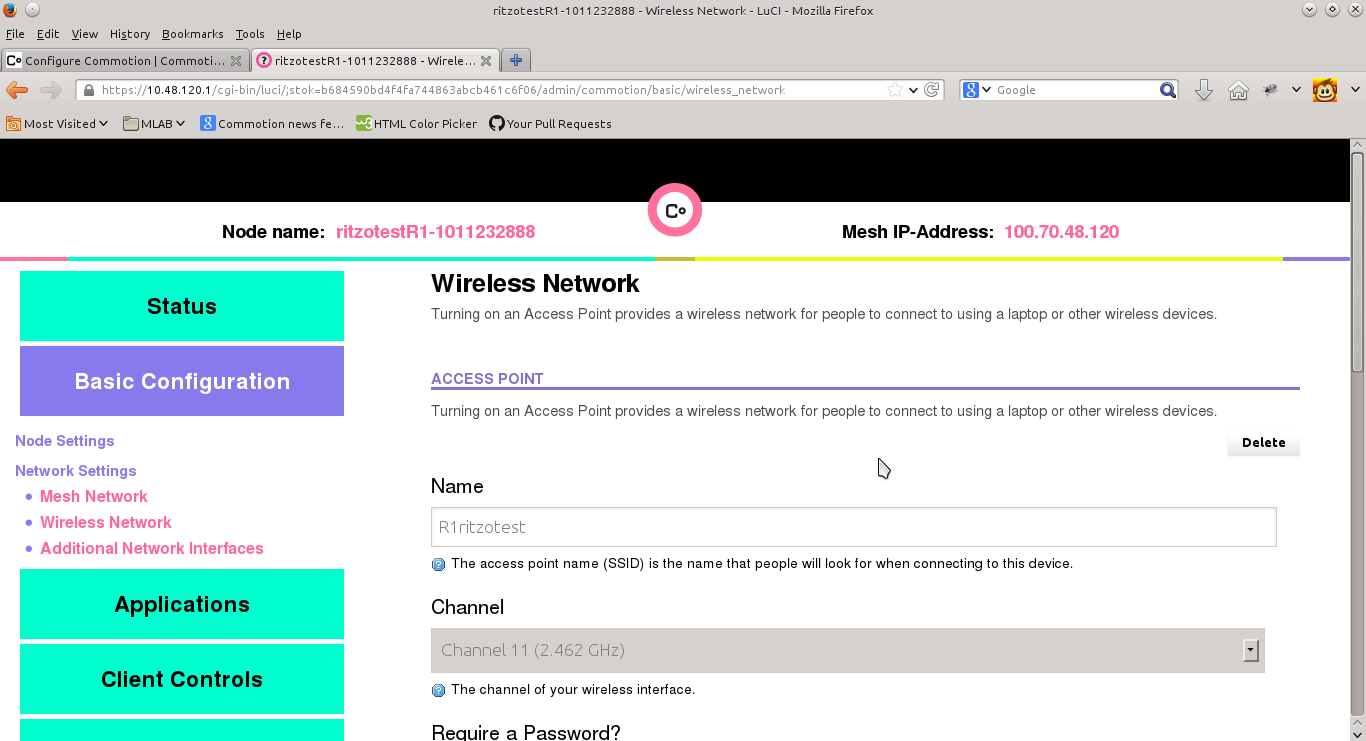 ritzotestR1-1011232888 - Wireless Network - LuCI - Mozilla Firefox
File Edit View History Bookmarks Tools Help
Configure Commotion | Commoti... ritzotestR1-1011232888 - Wirele...
https://10.48.120.1/cgi-bin/luci/;stok=b684590bd4f4fa744863abcb461c6f06/admin/commotion/basic/wireless_network Google
Most Visited MLAB Commotion news fe... HTML Color Picker Your Pull Requests
Node name: ritzotestR1-1011232888 Mesh IP-Address: 100.70.48.120
Status
Basic Configuration
Node Settings
Network Settings
Mesh Network
Wireless Network
Additional Network Interfaces
Applications
Client Controls
Wireless Network
Turning on an Access Point provides a wireless network for people to connect to using a laptop or other wireless devices.
ACCESS POINT
Turning on an Access Point provides a wireless network for people to connect to using a laptop or other wireless devices.
Delete
Name
R1ritzotest
The access point name (SSID) is the name that people will look for when connecting to this device.
Channel
Channel 11 (2.462 GHz)
The channel of your wireless interface.
Require a Password?